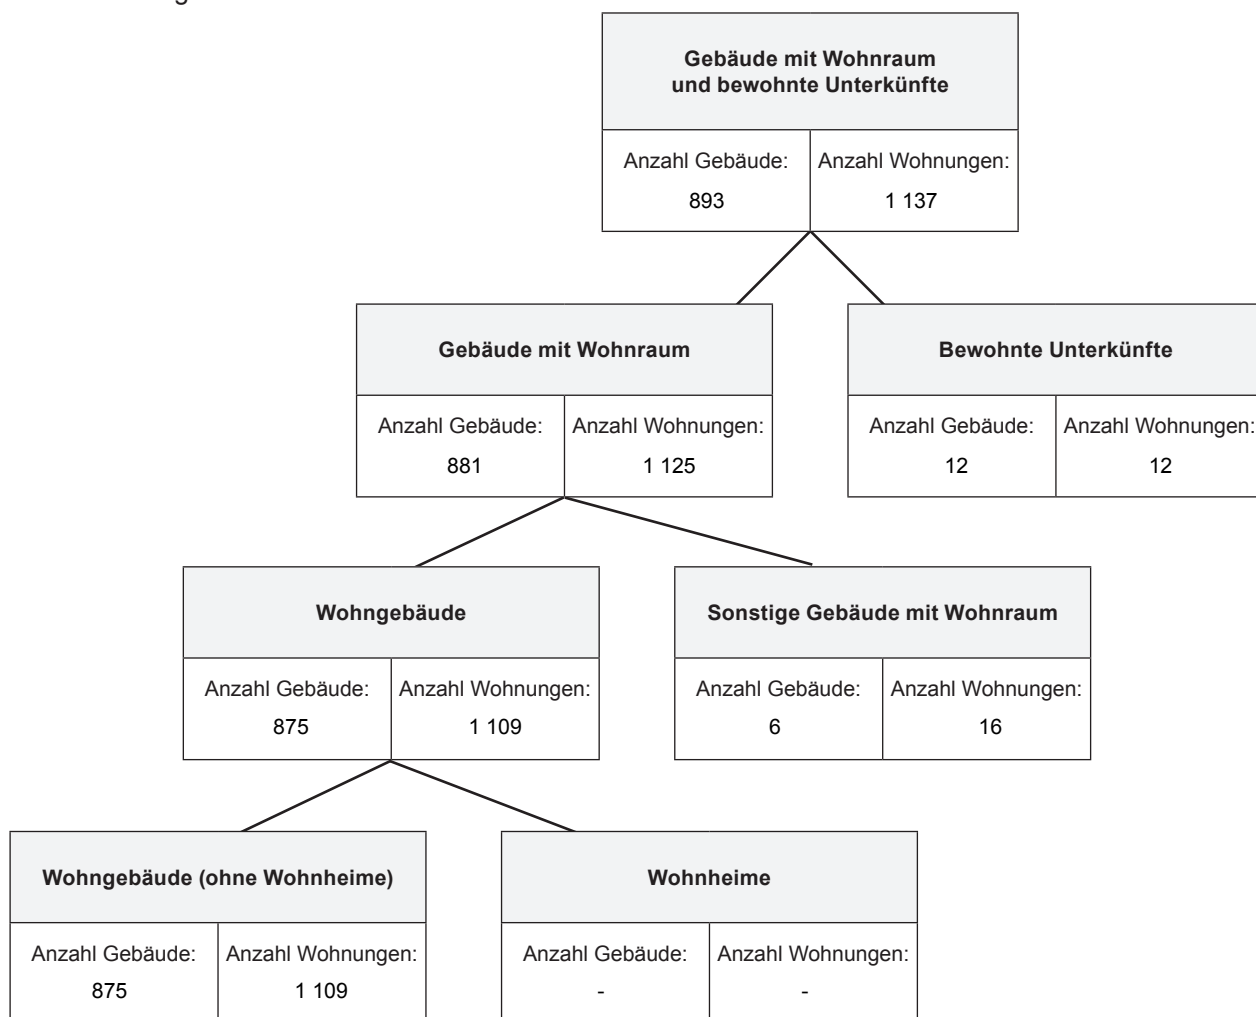 Gebäude mit Wohnraum
und bewohnte Unterkünfte
Anzahl Gebäude: Anzahl Wohnungen:
893 1 137
Gebäude mit Wohnraum
Anzahl Gebäude: Anzahl Wohnungen:
881 1 125
Bewohnte Unterkünfte
Anzahl Gebäude: Anzahl Wohnungen:
12 12
Wohngebäude
Anzahl Gebäude: Anzahl Wohnungen:
875 1 109
Sonstige Gebäude mit Wohnraum
Anzahl Gebäude: Anzahl Wohnungen:
6 16
Wohngebäude (ohne Wohnheime)
Anzahl Gebäude: Anzahl Wohnungen:
875 1 109
Wohnheime
Anzahl Gebäude: Anzahl Wohnungen:
- -